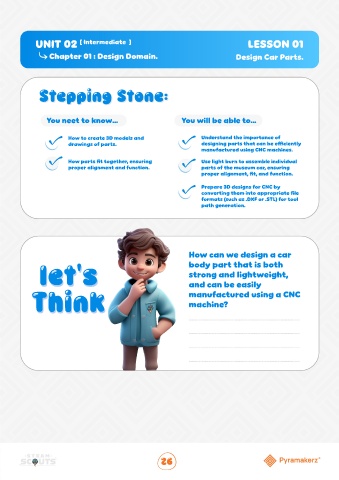 UNIT 02 [ Intermediate ]
LESSON 01
Chapter 01 : Design Domain.
Design Car Parts.
Stepping Stone:
You neet to know...
How to create 3D models and
drawings of parts.
How parts fit together, ensuring
proper alignment and function.
You will be able to...
Understand the importance of
designing parts that can be efficiently
manufactured using CNC machines.
Use light burn to assemble individual
parts of the museum car, ensuring
proper alignment, fit, and function.
Prepare 3D designs for CNC by
converting them into appropriate file
formats (such as .DXF or .STL) for tool
path generation.
let's
Think
How can we design a car
body part that is both
strong and lightweight,
and can be easily
manufactured using a CNC
machine?
SCOUTS
26
Pyramakerz